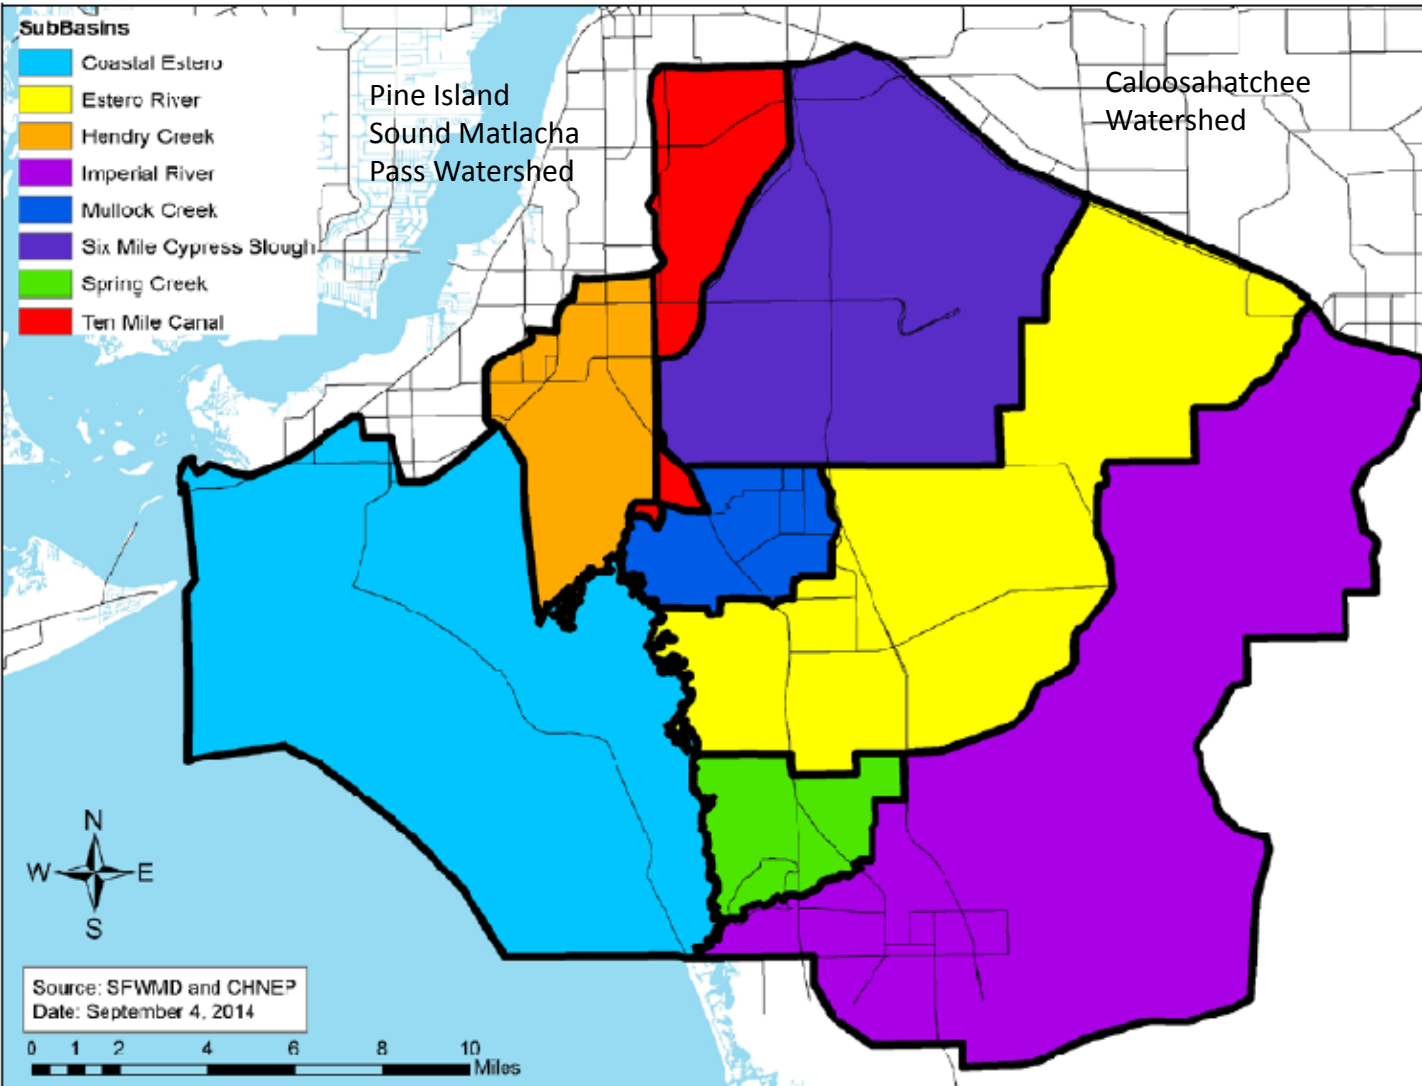 SubBasins
Coastal Estero
Estero River
Hendry Creek
Imperial River
Mullock Creek
Six Mile Cypress Slough
Spring Creek
Ten Mile Canal
Pine Island
Sound Matlacha
Pass Watershed
Caloosahatchee
Watershed
N
W E
S
Source: SFWMD and CHNEP
Date: September 4, 2014
0 1 2 4 6 8 10
Miles